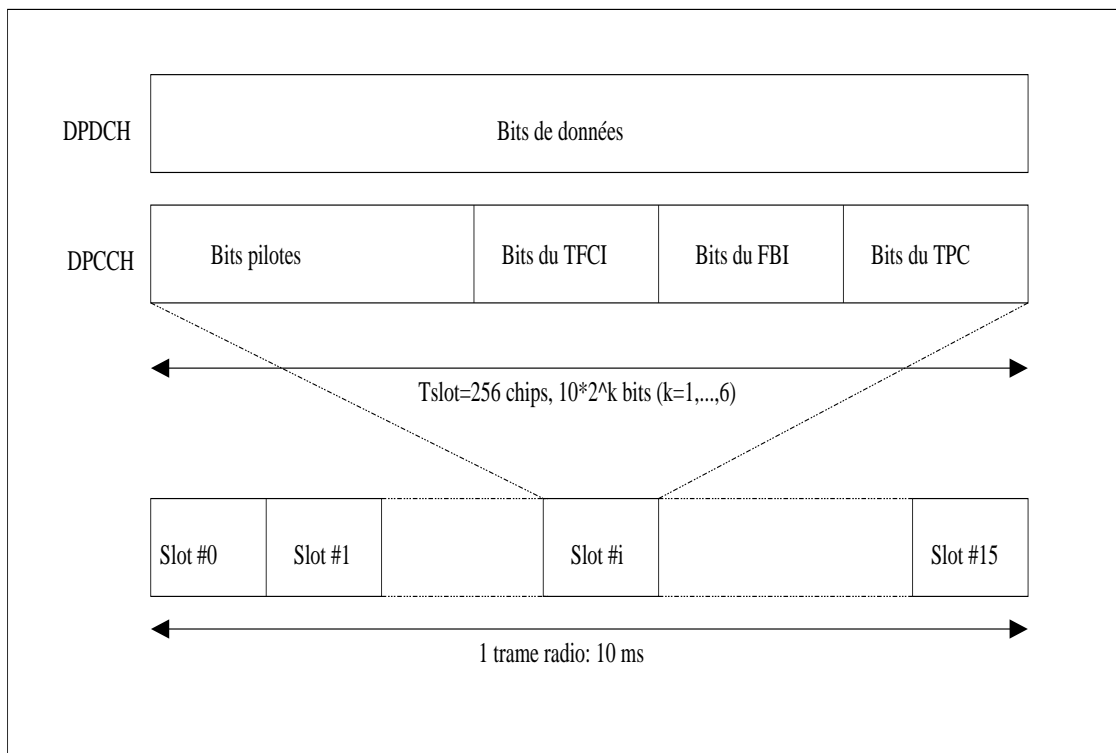 DPDCH
Bits de données
DPCCH
Bits pilotes
Bits du TFCI
Bits du FBI
Bits du TPC
Tslot=256 chips, 10*2^k bits (k=1,...,6)
Slot #0
Slot #1
Slot #i
Slot #15
1 trame radio: 10 ms